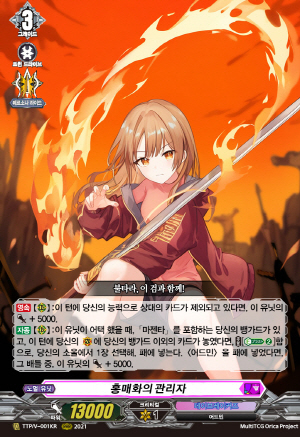 3
그레이드
트윈 드라이브
페르소나 라이드
불타라, 이 검과 함께!
【영속】【(V)】:이 턴에 당신의 능력으로 상대의 카드가 제외되고 있다면, 이 유닛의
+ 5000.
【자동】【(V)】:이 유닛이 어택 했을 때, 「마젠타」를 포함하는 당신의 뱅가드가 있
고, 이 턴에 당신의 에 당신의 뱅가드 이외의 카드가 놓였다면,
함
으로, 당신의 소울에서 1장 선택해, 패에 넣는다. 《어드민》을 패에 넣었다면,
그 배틀 중, 이 유닛의 + 5000.
노멀 유닛
홍매화의 관리자
파워 13000
크리티컬 1
어드민
TTP/V-001KR 2021
MultiTCG Orica Project